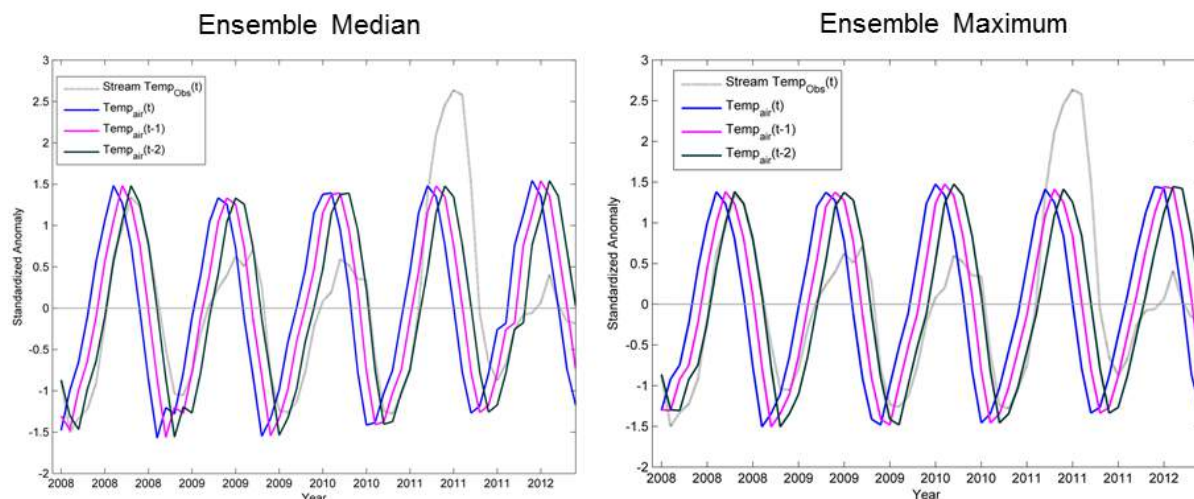 Ensemble Median
3
2.5
2
1.5
1
0.5
0
-0.5
-1
-1.5
-2
Standardized Anomaly
Stream Temp_Obs(t)
Temp_air(t)
Temp_air(t-1)
Temp_air(t-2)
2008 2008 2008 2009 2009 2009 2010 2010 2011 2011 2011 2012
Year
Ensemble Maximum
3
2.5
2
1.5
1
0.5
0
-0.5
-1
-1.5
-2
Standardized Anomaly
Stream Temp_Obs(t)
Temp_air(t)
Temp_air(t-1)
Temp_air(t-2)
2008 2008 2008 2009 2009 2009 2010 2010 2011 2011 2011 2012
Year